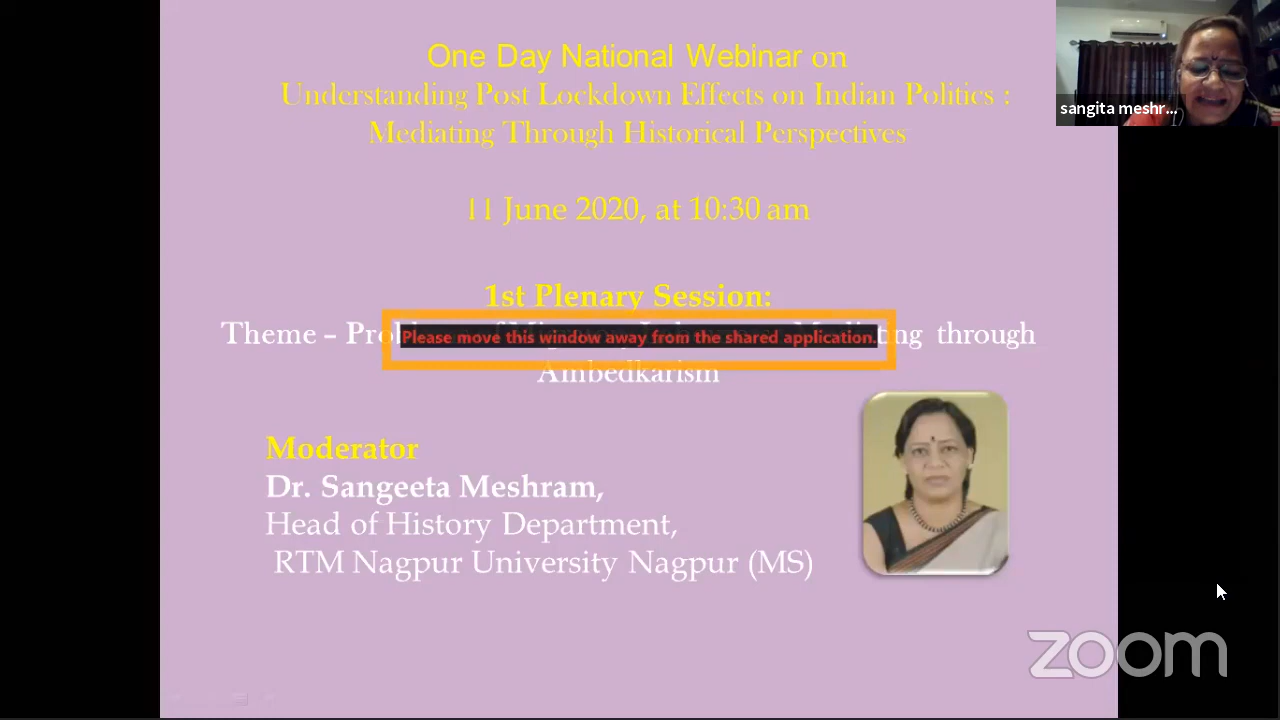 One Day National Webinar on
Understanding Post Lockdown Effects on Indian Politics :
Mediating Through Historical Perspectives
sangita meshr...
11 June 2020, at 10:30 am
1st Plenary Session:
Theme – through
Please move this window away from the shared application.
Ambedkarism
Moderator
Dr. Sangeeta Meshram,
Head of History Department,
RTM Nagpur University Nagpur (MS)
zoom